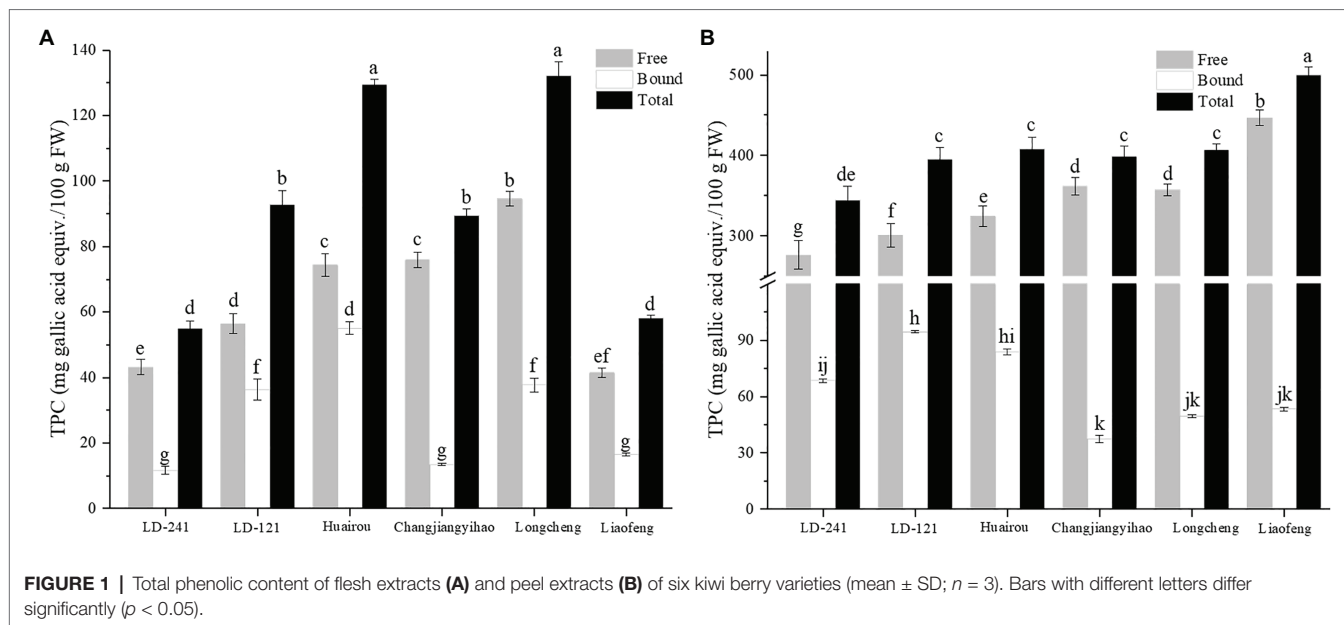 A
TPC (mg gallic acid equiv./100 g FW)
140
120
100
80
60
40
20
0
Free
Bound
Total
e
g
d
d
f
b
c
d
a
c
g
b
b
f
a
ef
g
d
LD-241
LD-121
Huairou
Changjiangyihao
Longcheng
Liaofeng
B
TPC (mg gallic acid equiv./100 g FW)
500
400
300
90
60
30
0
Free
Bound
Total
g
ij
de
f
h
c
e
hi
c
d
k
c
d
jk
c
b
jk
a
LD-241
LD-121
Huairou
Changjiangyihao
Longcheng
Liaofeng
FIGURE 1 | Total phenolic content of flesh extracts (A) and peel extracts (B) of six kiwi berry varieties (mean ± SD; n = 3). Bars with different letters differ
significantly (p < 0.05).